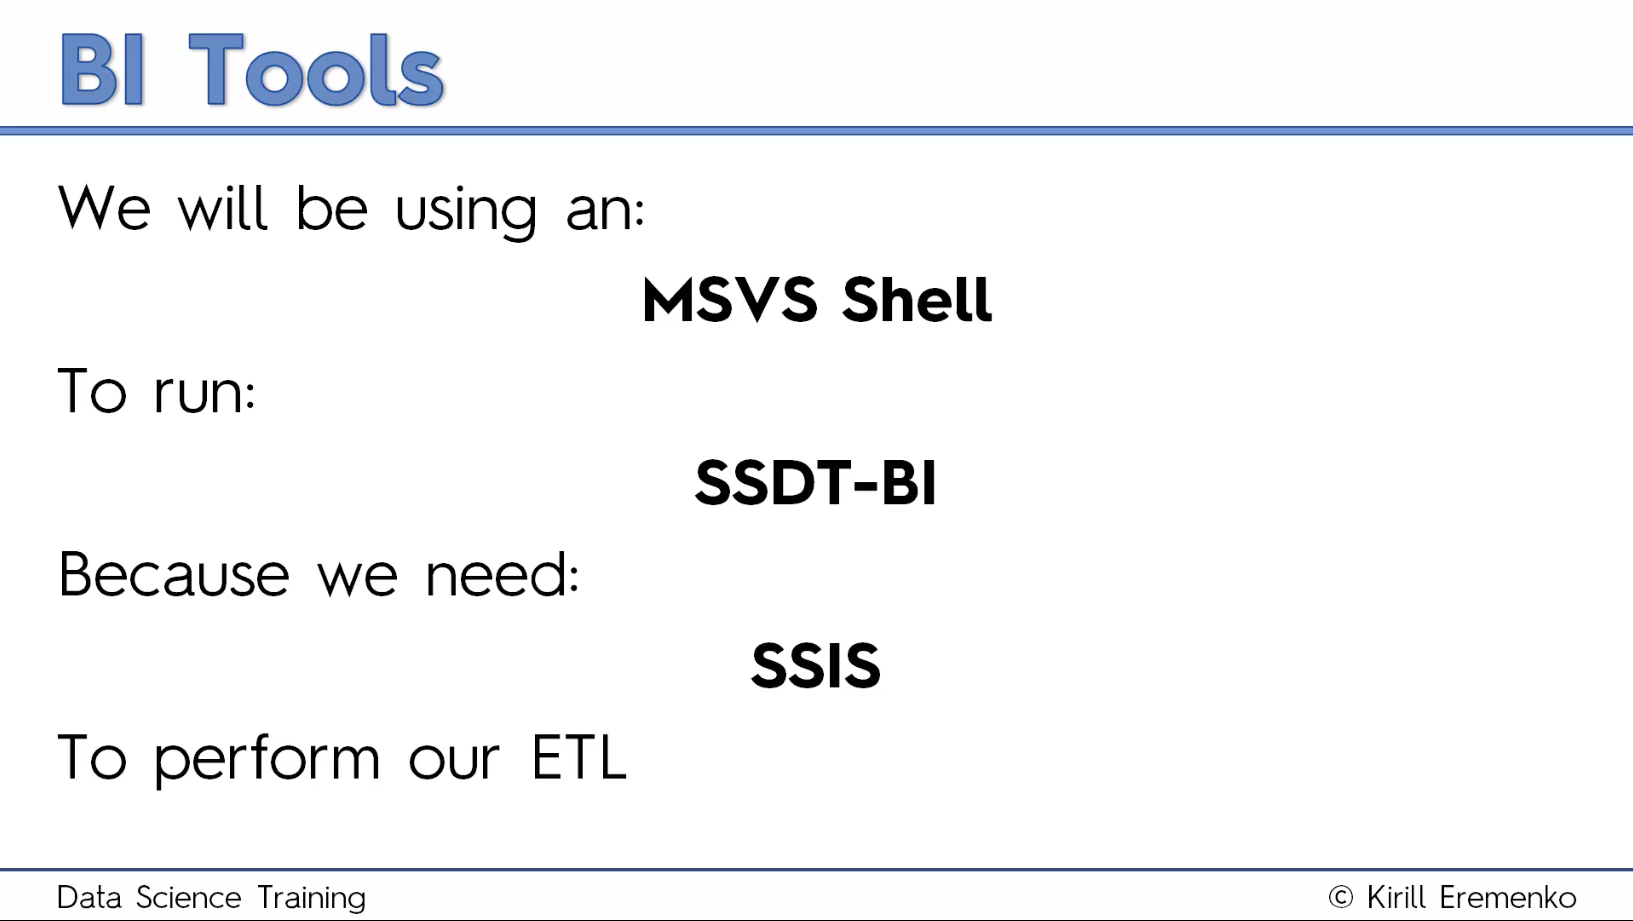 BI Tools
We will be using an:
MSVS Shell
To run:
SSDT-BI
Because we need:
SSIS
To perform our ETL
Data Science Training
© Kirill Eremenko